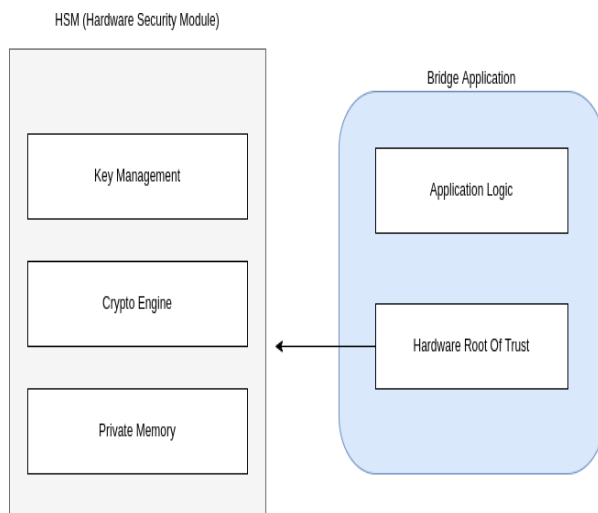 HSM (Hardware Security Module)
Key Management
Crypto Engine
Private Memory
Bridge Application
Application Logic
Hardware Root Of Trust